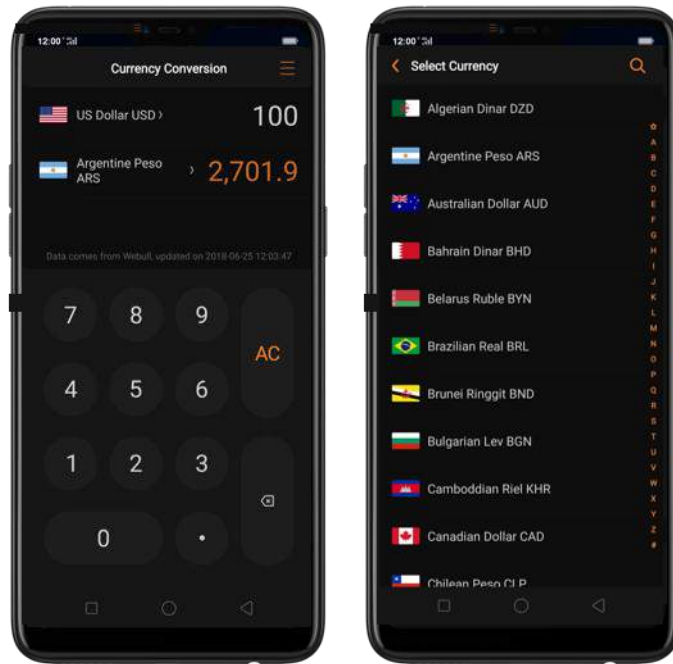 12:00
Currency Conversion
US Dollar USD
100
Argentine Peso
ARS
2,701.9
Data comes from Webull, updated on 2018-06-25 12:03:47
7 8 9
AC
4 5 6
1 2 3
0 .
12:00
Select Currency
Algerian Dinar DZD
Argentine Peso ARS
Australian Dollar AUD
Bahrain Dinar BHD
Belarus Ruble BYN
Brazilian Real BRL
Brunei Ringgit BND
Bulgarian Lev BGN
Camboddian Riel KHR
Canadian Dollar CAD
Chilean Peso CLP
A
B
C
D
E
F
G
H
I
J
K
L
M
N
O
P
Q
R
S
T
U
V
W
X
Y
Z
#